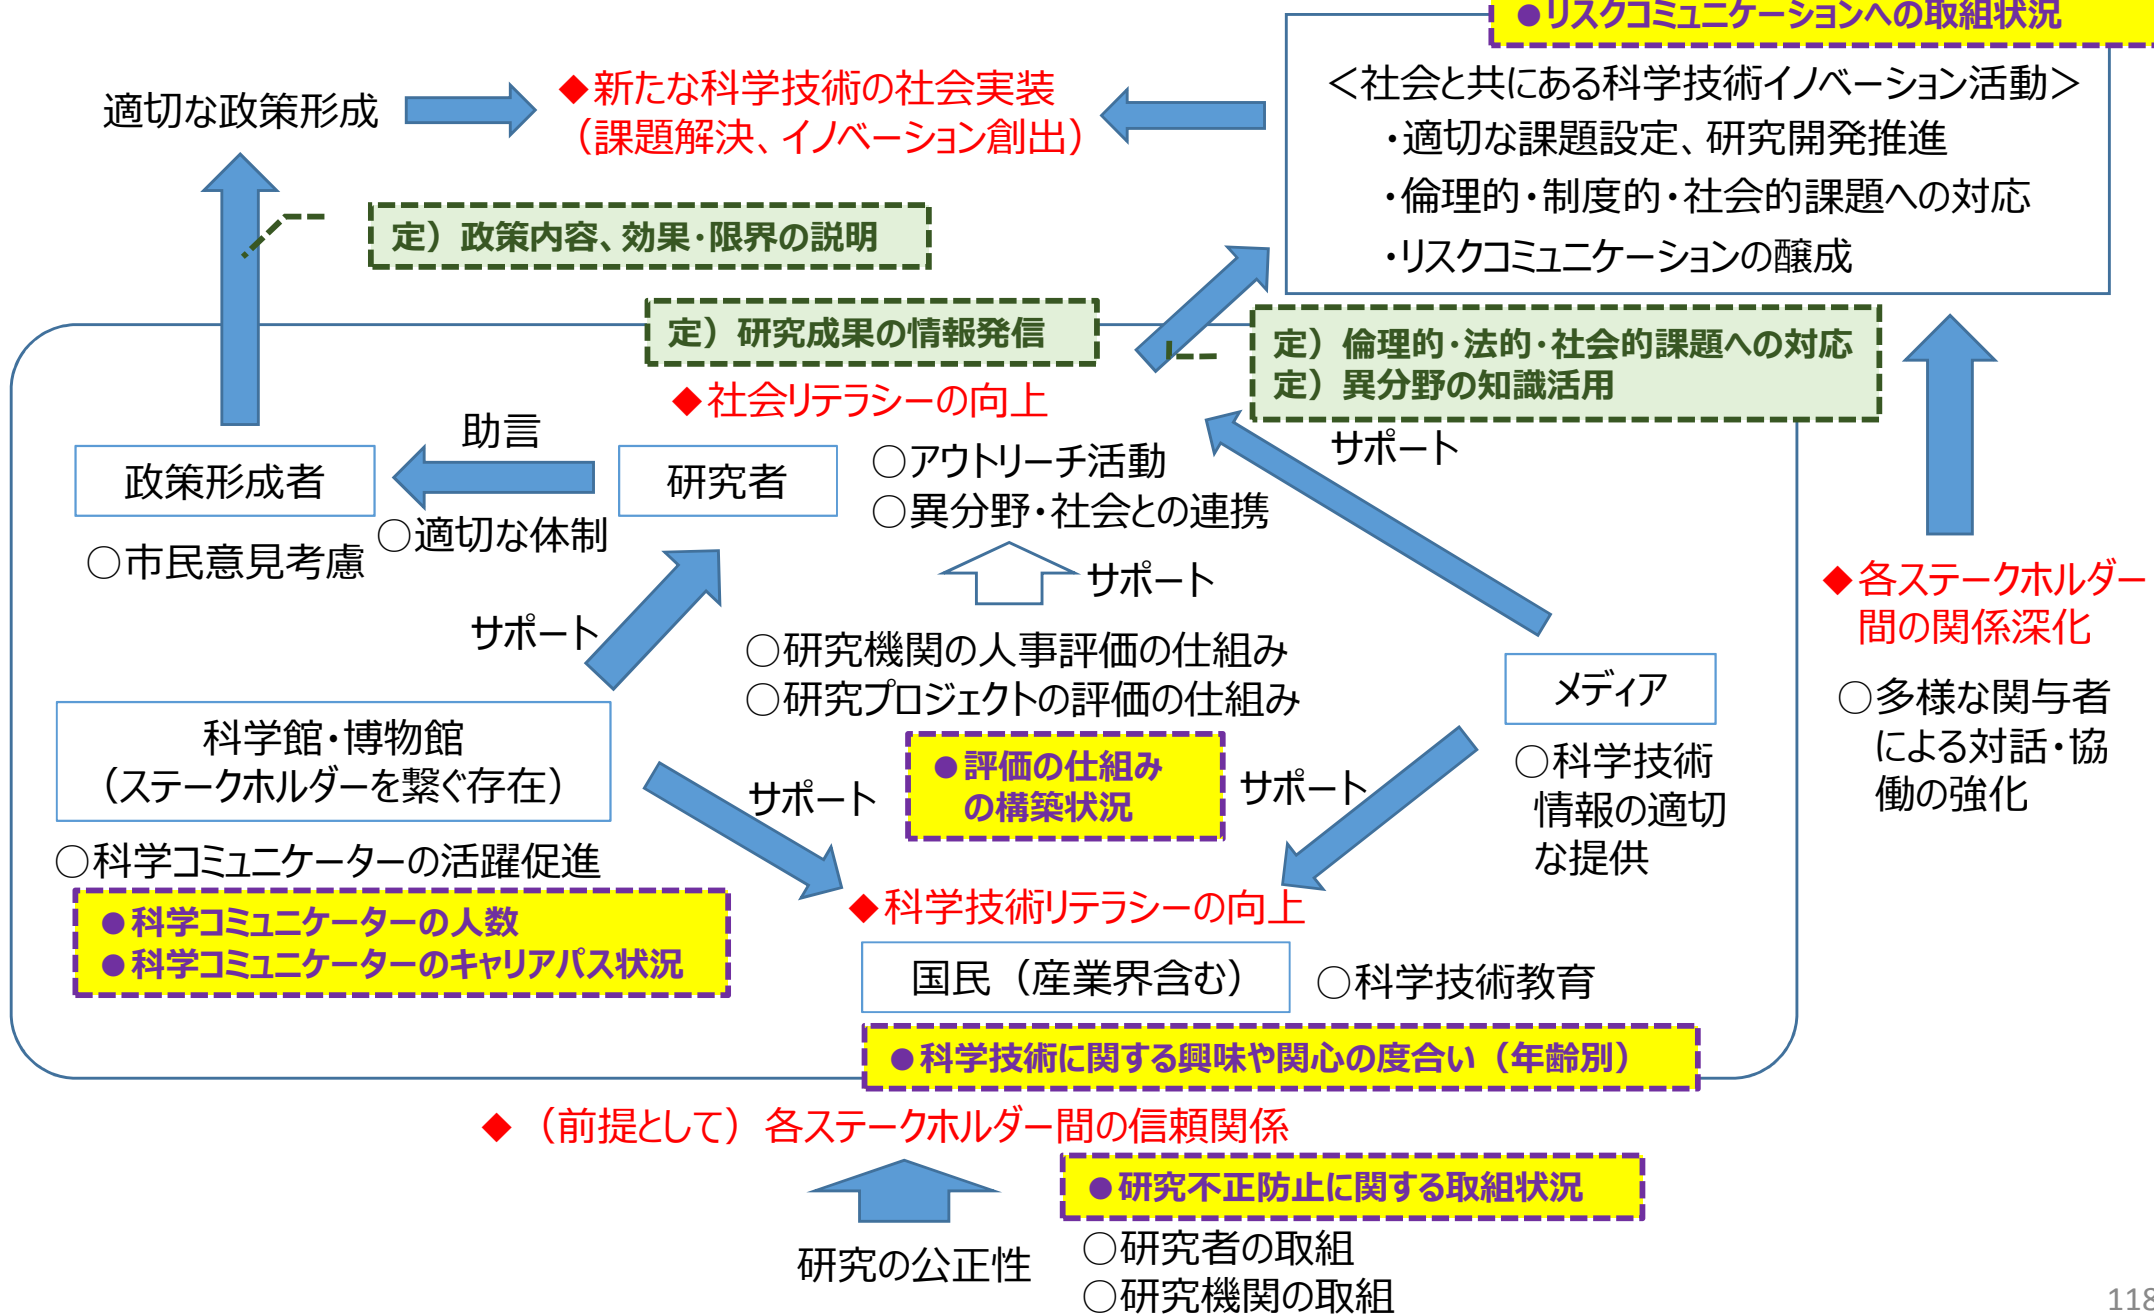 ●リスクコミュニケーションへの取組状況
＜社会と共にある科学技術イノベーション活動＞
・適切な課題設定、研究開発推進
・倫理的・制度的・社会的課題への対応
・リスクコミュニケーションの醸成
適切な政策形成
◆新たな科学技術の社会実装
（課題解決、イノベーション創出）
定）政策内容、効果・限界の説明
定）研究成果の情報発信
定）倫理的・法的・社会的課題への対応
定）異分野の知識活用
◆社会リテラシーの向上
助言
政策形成者
研究者
○アウトリーチ活動
○異分野・社会との連携
サポート
○適切な体制
○市民意見考慮
サポート
サポート
◆各ステークホルダー
間の関係深化
○研究機関の人事評価の仕組み
○研究プロジェクトの評価の仕組み
メディア
○多様な関与者
による対話・協
働の強化
科学館・博物館
（ステークホルダーを繋ぐ存在）
●評価の仕組み
の構築状況
サポート
サポート
○科学技術
情報の適切
な提供
○科学コミュニケーターの活躍促進
●科学コミュニケーターの人数
●科学コミュニケーターのキャリアパス状況
◆科学技術リテラシーの向上
国民（産業界含む）
○科学技術教育
●科学技術に関する興味や関心の度合い（年齢別）
◆（前提として）各ステークホルダー間の信頼関係
●研究不正防止に関する取組状況
研究の公正性
○研究者の取組
○研究機関の取組
118